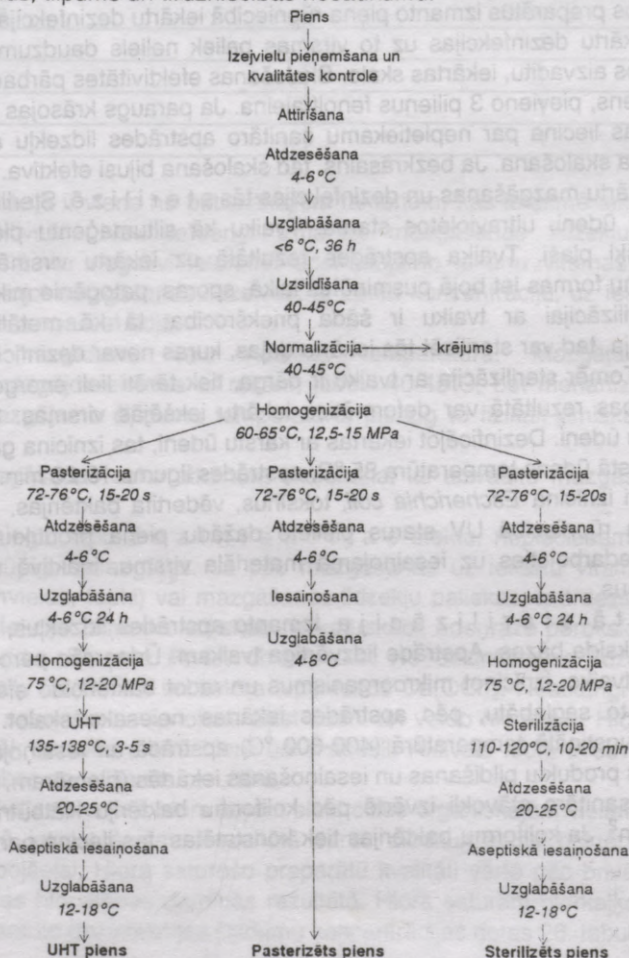 Piens
Izejvielu pieņemšana un
kvalitātes kontrole
Attīrīšana
Atdzesēšana
4-6°C
Uzglabāšana
<6 °C, 36 h
Uzsildīšana
40-45°C
Normalizācija Krējums
40-45°C
Homogenizācija
60-65°C, 12,5-15 MPa
Pasterizācija
72-76°C, 15-20 s
Atdzesēšana
4-6°C
Uzglabāšana
4-6°C 24 h
Homogenizācija
75°C, 12-20 MPa
UHT
135-138°C, 3-5 s
Atdzesēšana
20-25°C
Aseptiskā iesaiņošana
Uzglabāšana
12-18°C
UHT piens
Pasterizācija
72-76°C, 15-20 s
Atdzesēšana
4-6°C
Iesaiņošana
Uzglabāšana
4-6°C
Pasterizēts piens
Pasterizācija
72-76°C, 15-20s
Atdzesēšana
4-6°C
Uzglabāšana
4-6°C 24 h
Homogenizācija
75°C, 12-20 MPa
Sterilizācija
110-120°C, 10-20 min
Atdzesēšana
20-25°C
Aseptiskā iesaiņošana
Uzglabāšana
12-18°C
Sterilizēts piens